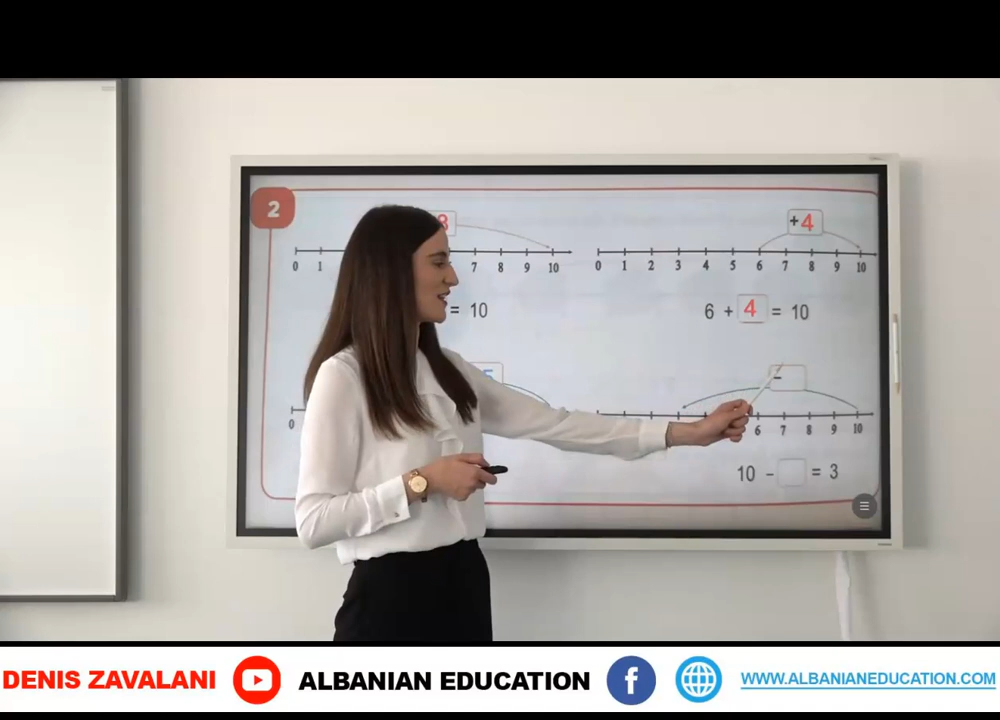 2
3
+4
0 1 7 8 9 10
0 1 2 3 4 5 6 7 8 9 10
= 10
6 + 4 = 10
5
-
0
6 7 8 9 10
10 - = 3
DENIS ZAVALANI
ALBANIAN EDUCATION
f
WWW.ALBANIANEDUCATION.COM